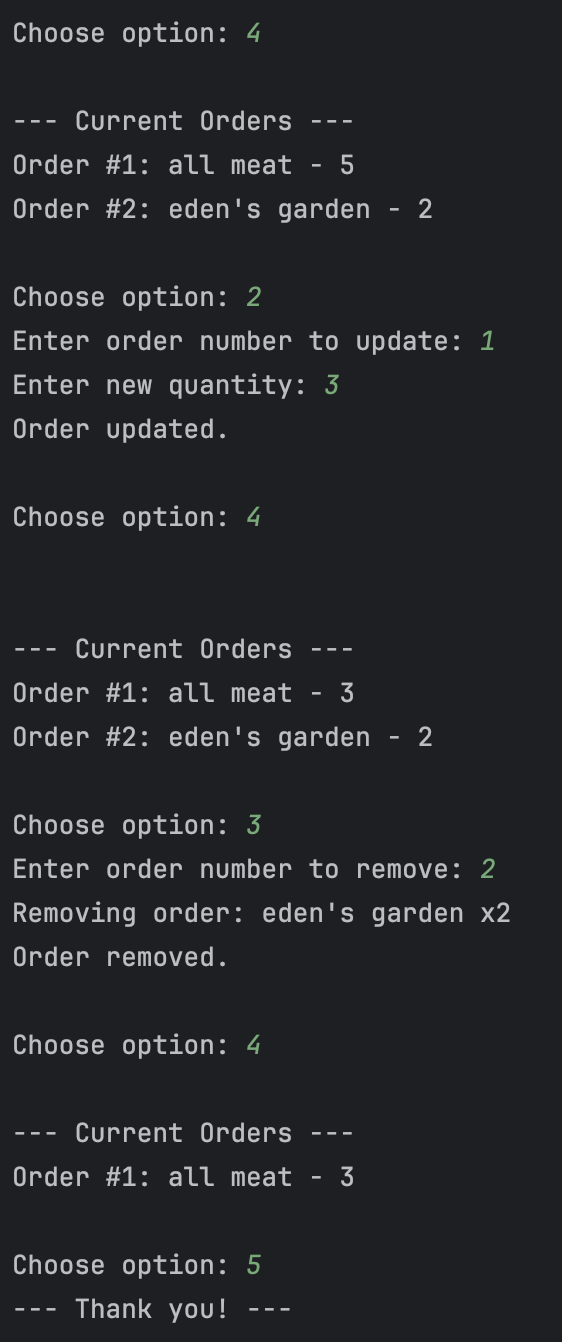 Choose option: 4
--- Current Orders ---
Order #1: all meat - 5
Order #2: eden's garden - 2
Choose option: 2
Enter order number to update: 1
Enter new quantity: 3
Order updated.
Choose option: 4
--- Current Orders ---
Order #1: all meat - 3
Order #2: eden's garden - 2
Choose option: 3
Enter order number to remove: 2
Removing order: eden's garden x2
Order removed.
Choose option: 4
--- Current Orders ---
Order #1: all meat - 3
Choose option: 5
--- Thank you! ---